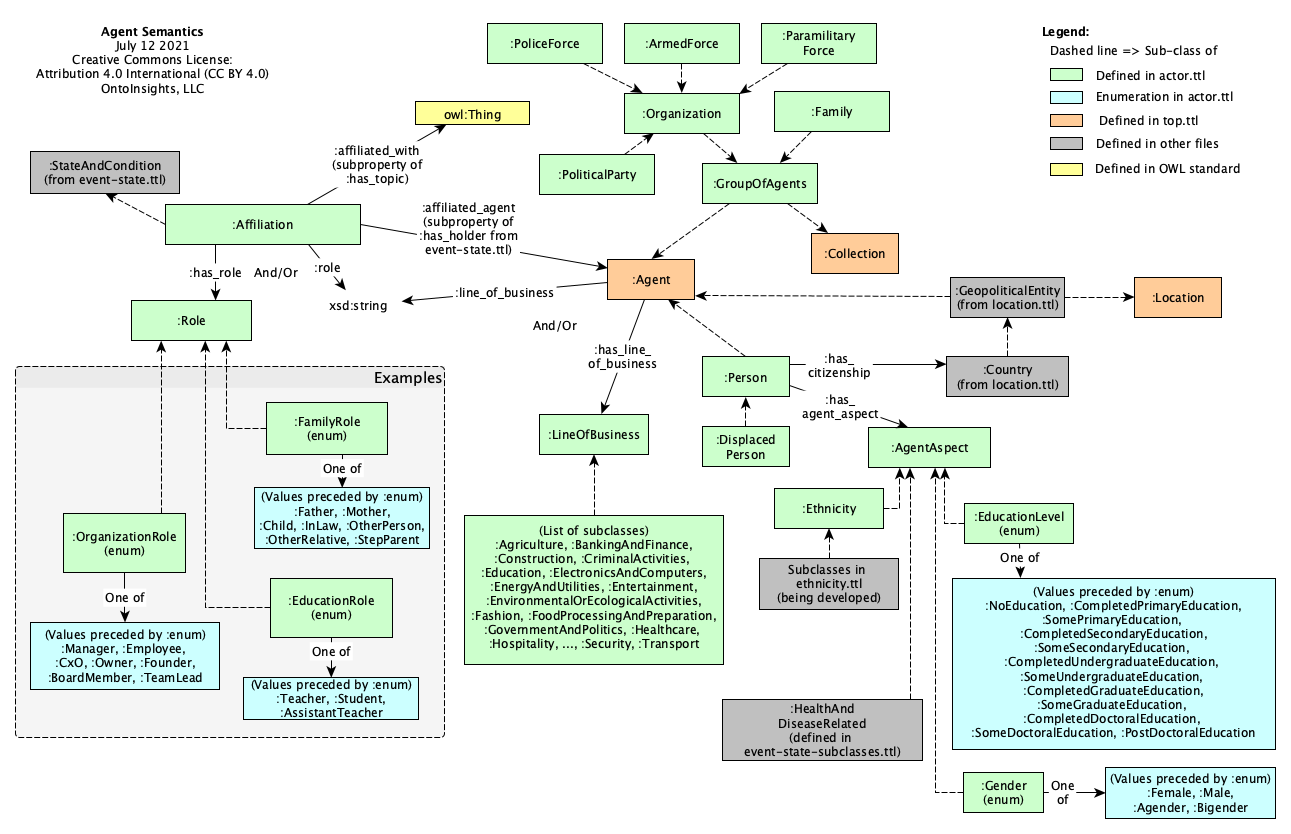 Agent Semantics
July 12 2021
Creative Commons License:
Attribution 4.0 International (CC BY 4.0)
OntoInsights, LLC
:PoliceForce
:ArmedForce
:Paramilitary
Force
:Organization
:Family
:PoliticalParty
:GroupOfAgents
:Collection
Legend:
Dashed line => Sub-class of
Defined in actor.ttl
Enumeration in actor.ttl
Defined in top.ttl
Defined in other files
Defined in OWL standard
owl:Thing
:affiliated_with
(subproperty of
:has_topic)
:StateAndCondition
(from event-state.ttl)
:Affiliation
:affiliated_agent
(subproperty of
:has_holder from
event-state.ttl)
:has_role
And/Or
:role
xsd:string
:line_of_business
:Agent
:Role
And/Or
:has_line_
of_business
:GeopoliticalEntity
(from location.ttl)
:Location
:Person
:has_
citizenship
:Country
(from location.ttl)
:has_
agent_aspect
:Displaced
Person
:AgentAspect
:LineOfBusiness
Examples
:FamilyRole
(enum)
One of
(Values preceded by :enum)
:Father, :Mother,
:Child, :InLaw, :OtherPerson,
:OtherRelative, :StepParent
:OrganizationRole
(enum)
One of
(Values preceded by :enum)
:Manager, :Employee,
:CxO, :Owner, :Founder,
:BoardMember, :TeamLead
:EducationRole
(enum)
One of
(Values preceded by :enum)
:Teacher, :Student,
:AssistantTeacher
(List of subclasses)
:Agriculture, :BankingAndFinance,
:Construction, :CriminalActivities,
:Education, :ElectronicsAndComputers,
:EnergyAndUtilities, :Entertainment,
:EnvironmentalOrEcologicalActivities,
:Fashion, :FoodProcessingAndPreparation,
:GovernmentAndPolitics, :Healthcare,
:Hospitality, ..., :Security, :Transport
:Ethnicity
Subclasses in
ethnicity.ttl
(being developed)
:EducationLevel
(enum)
One of
(Values preceded by :enum)
:NoEducation, :CompletedPrimaryEducation,
:SomePrimaryEducation,
:CompletedSecondaryEducation,
:SomeSecondaryEducation,
:CompletedUndergraduateEducation,
:SomeUndergraduateEducation,
:CompletedGraduateEducation,
:SomeGraduateEducation,
:CompletedDoctoralEducation,
:SomeDoctoralEducation, :PostDoctoralEducation
:HealthAnd
DiseaseRelated
(defined in
event-state-subclasses.ttl)
:Gender
(enum)
One
of
(Values preceded by :enum)
:Female, :Male,
:Agender, :Bigender